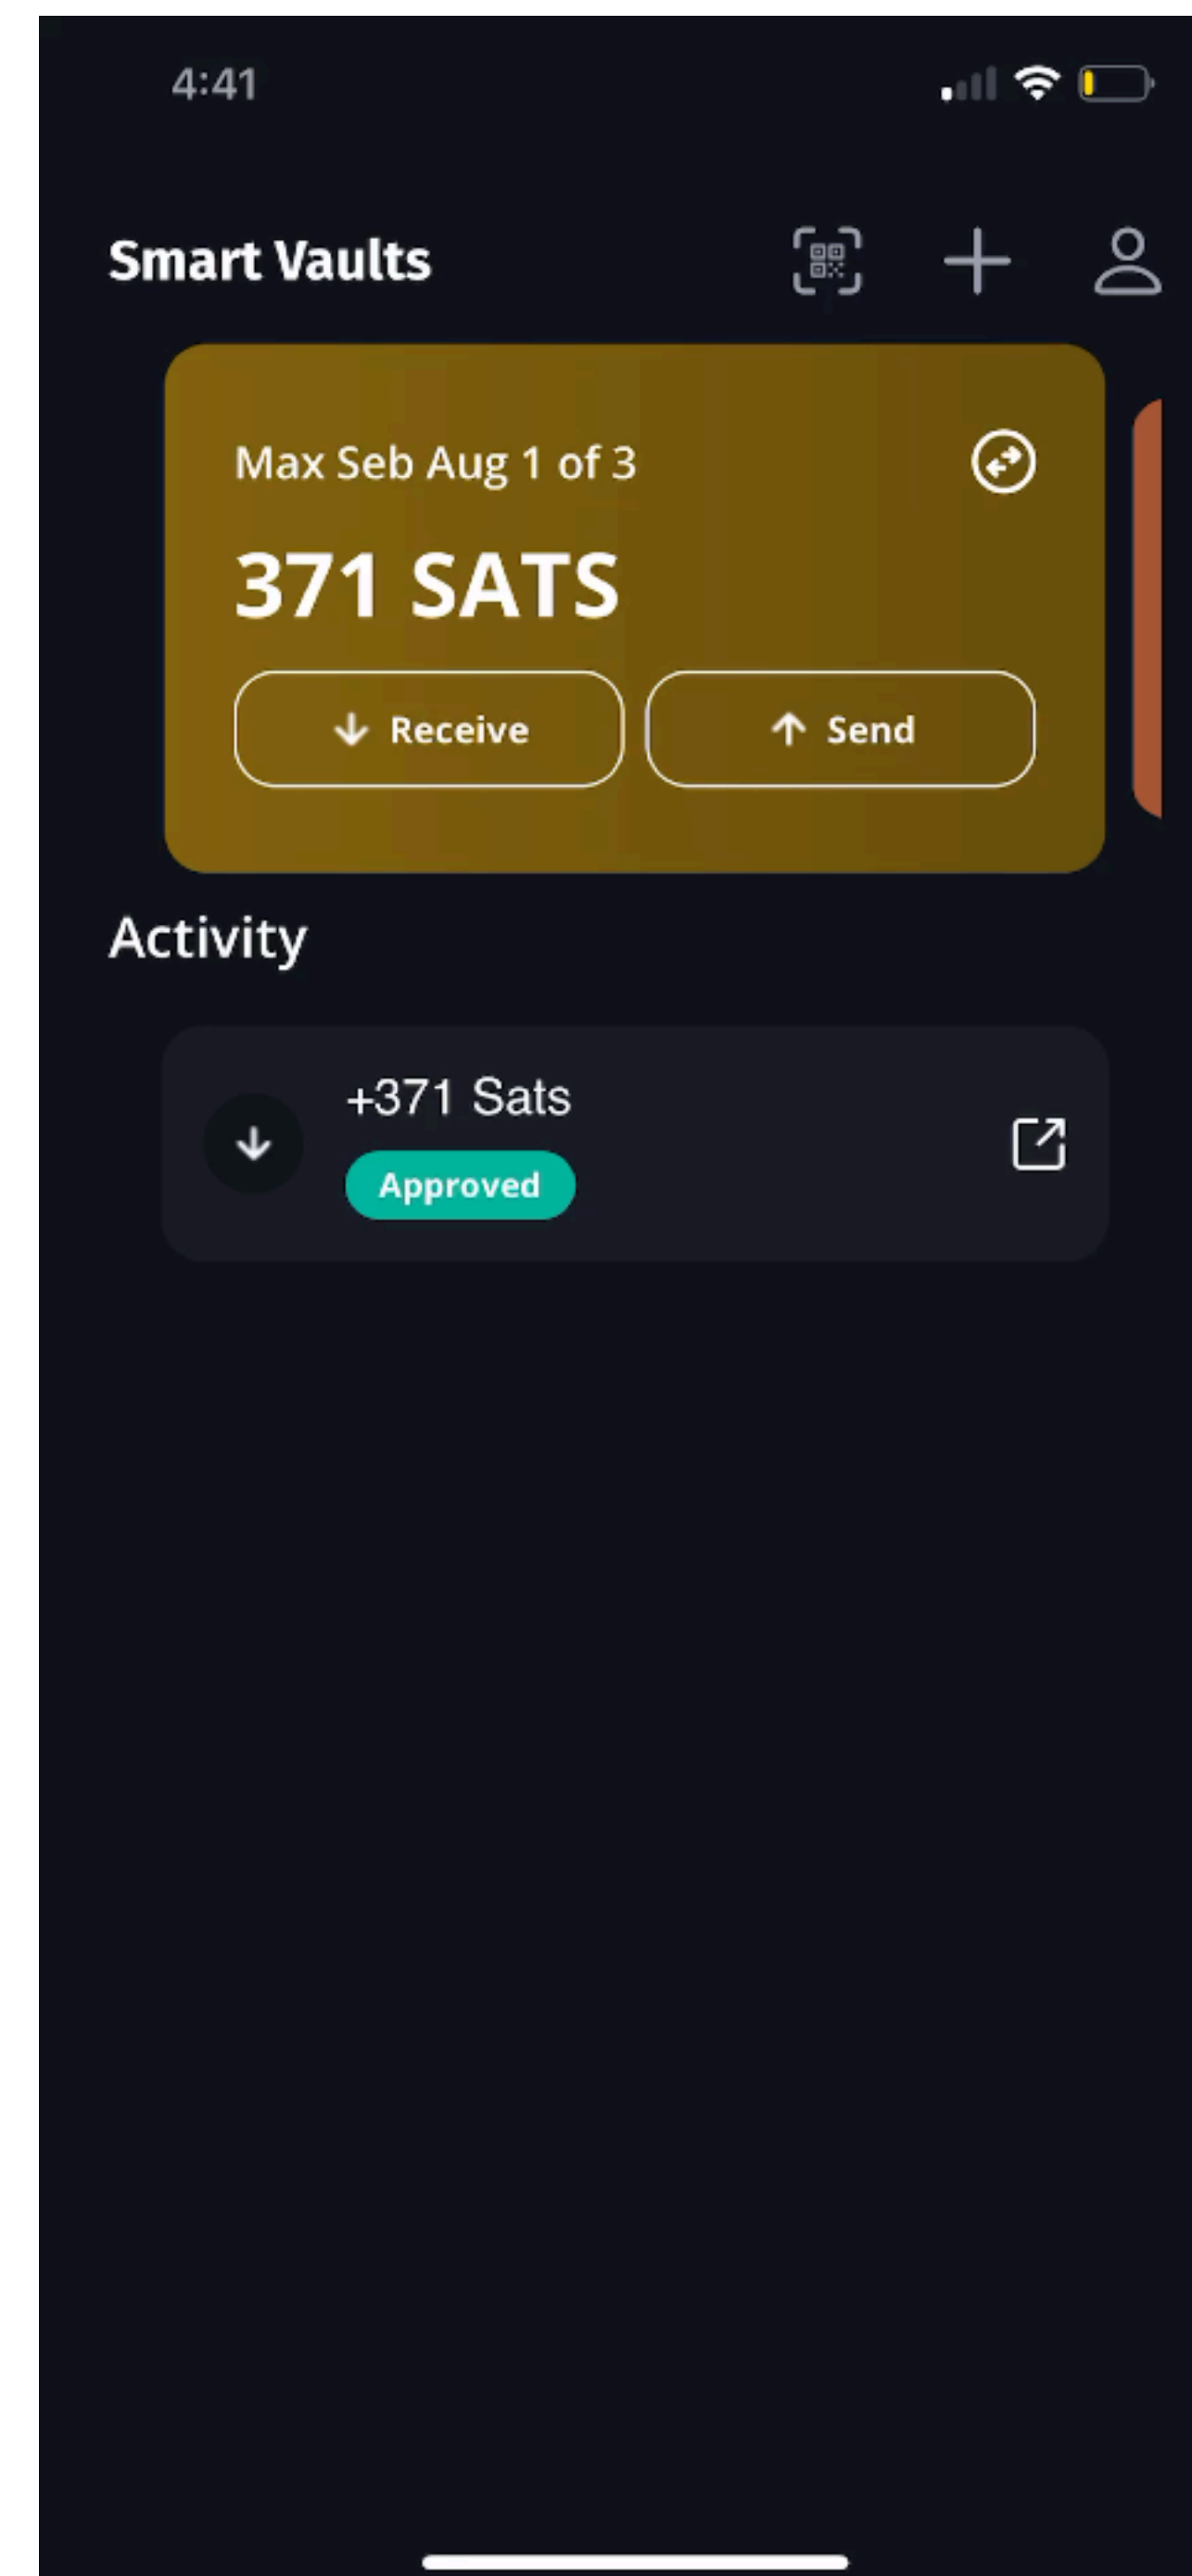 4:41
Smart Vaults
Max Seb Aug 1 of 3
371 SATS
Receive
Send
Activity
+371 Sats
Approved